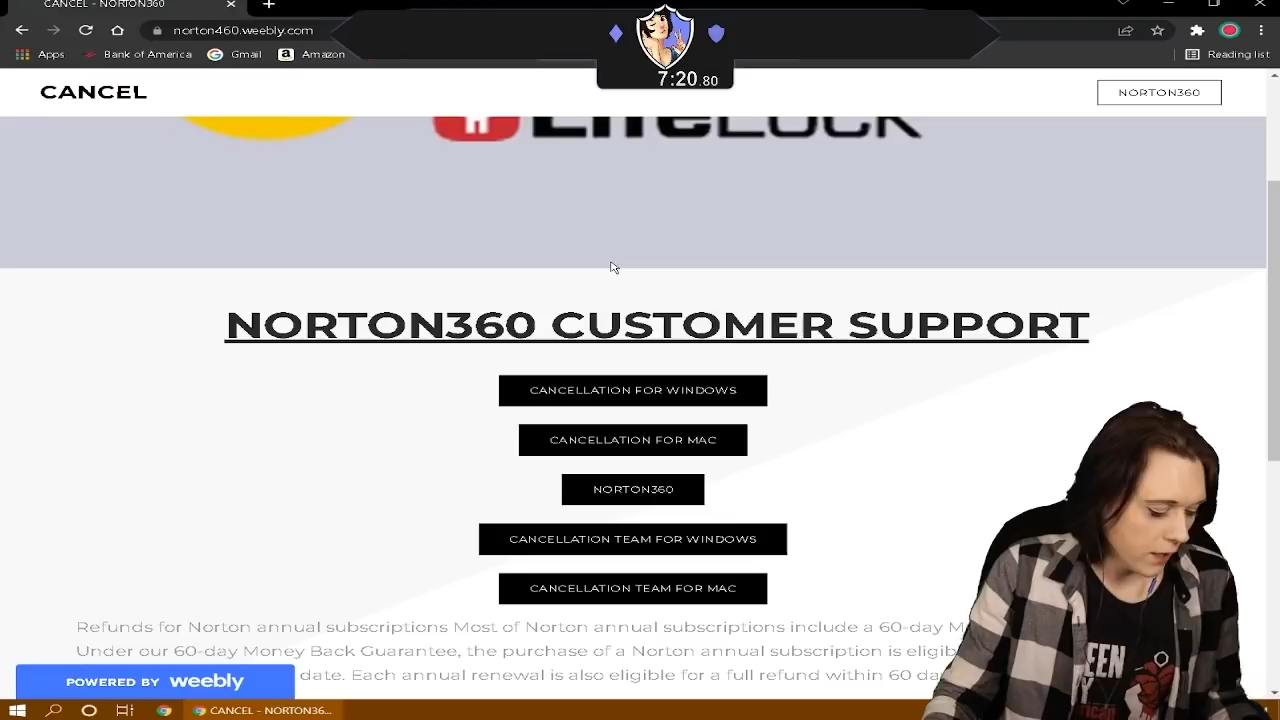 CANCEL - NORTON360
norton460.weebly.com
Apps
Bank of America
Gmail
Amazon
Reading list
7:20.80
CANCEL
NORTON360
LifeLock
NORTON360 CUSTOMER SUPPORT
CANCELLATION FOR WINDOWS
CANCELLATION FOR MAC
NORTON360
CANCELLATION TEAM FOR WINDOWS
CANCELLATION TEAM FOR MAC
Refunds for Norton annual subscriptions Most of Norton annual subscriptions include a 60-day M
Under our 60-day Money Back Guarantee, the purchase of a Norton annual subscription is eligib
date. Each annual renewal is also eligible for a full refund within 60 da
POWERED BY weebly
CANCEL - NORTON36...